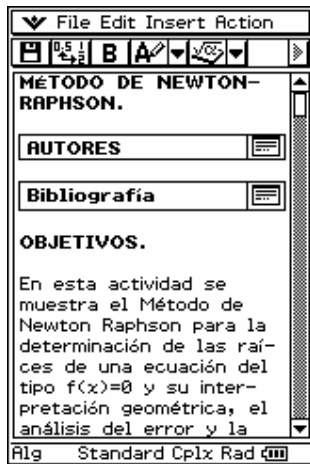 File Edit Insert Action
B
MÉTODO DE NEWTON-
RAPHSON.
AUTORES
Bibliografía
OBJETIVOS.
En esta actividad se
muestra el Método de
Newton Raphson para la
determinación de las raí-
ces de una ecuación del
tipo f(x)=0 y su inter-
pretación geométrica, el
análisis del error y la
Alg Standard Cplx Rad